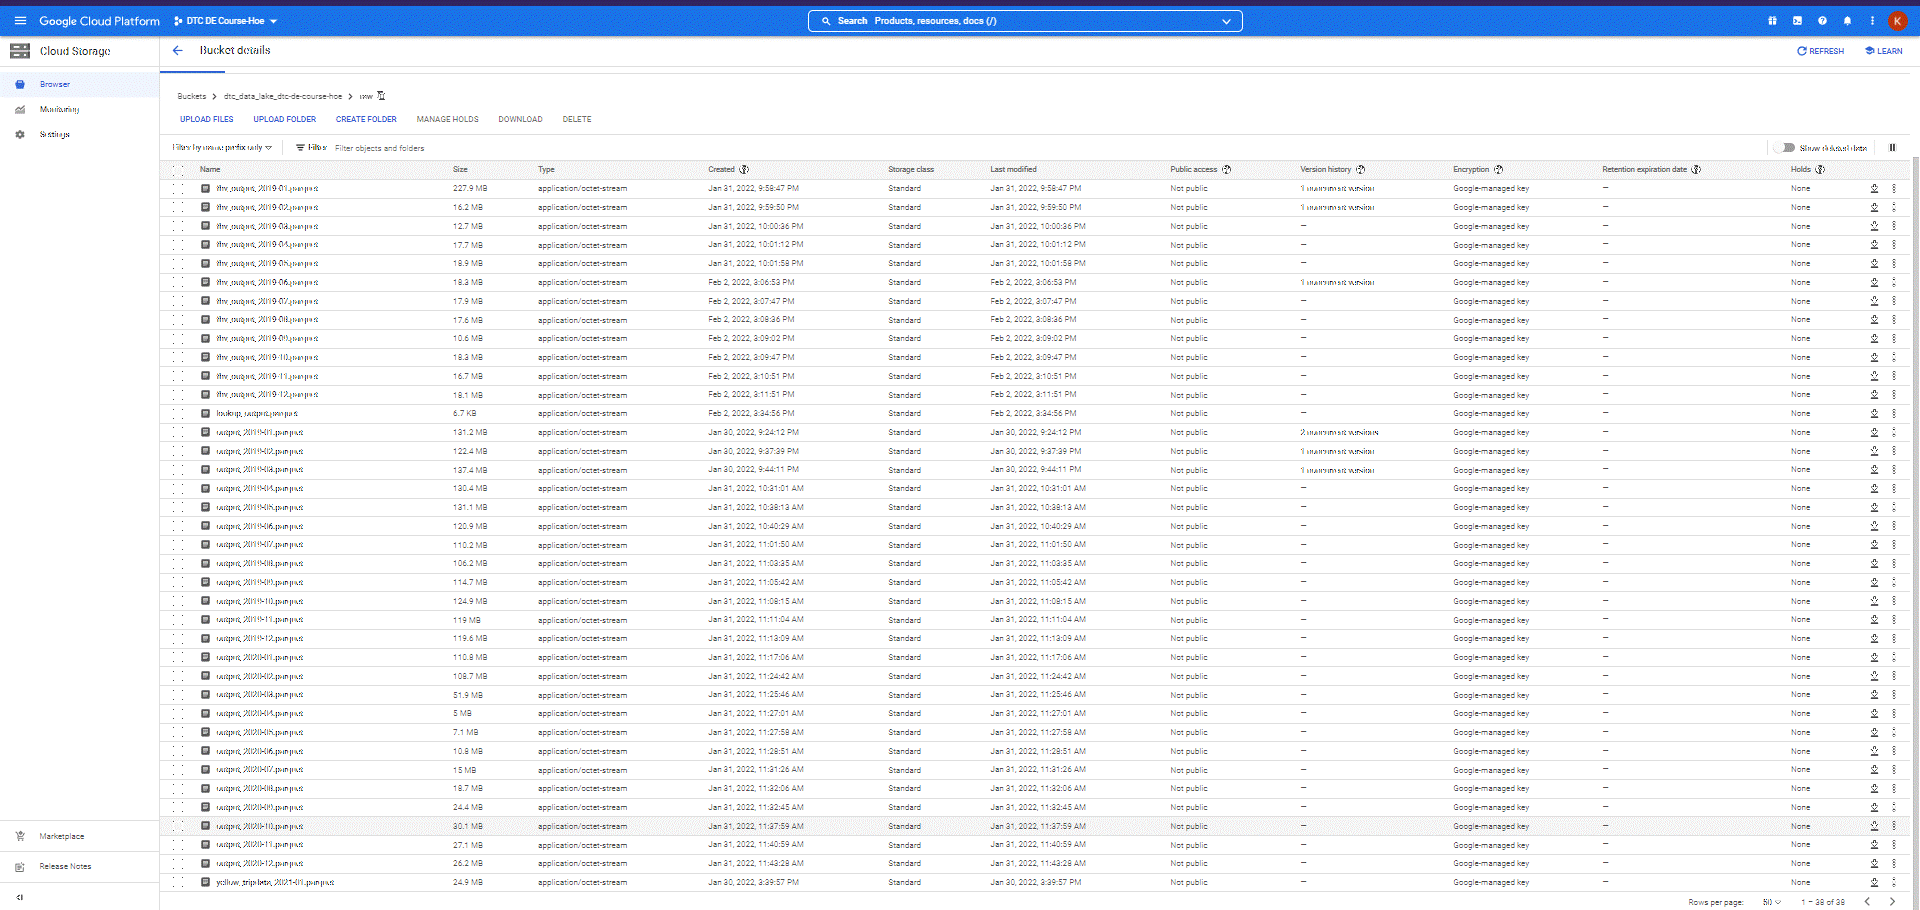 Google Cloud Platform DTC DE Course-Hoe Search Products, resources, docs (/) K
Cloud Storage Bucket details REFRESH LEARN
Browser
Monitoring
Settings
Buckets dtc_data_lake_dtc-de-course-hoe raw
UPLOAD FILES UPLOAD FOLDER CREATE FOLDER MANAGE HOLDS DOWNLOAD DELETE
Filter by name prefix only Filter Filter objects and folders Show deleted data
Name Size Type Created Storage class Last modified Public access Version history Encryption Retention expiration date Holds
fhv_output_2019-01.parquet 227.9 MB application/octet-stream Jan 31, 2022, 9:58:47 PM Standard Jan 31, 2022, 9:58:47 PM Not public 1 noncurrent version Google-managed key — None
fhv_output_2019-02.parquet 16.2 MB application/octet-stream Jan 31, 2022, 9:59:50 PM Standard Jan 31, 2022, 9:59:50 PM Not public 1 noncurrent version Google-managed key — None
fhv_output_2019-03.parquet 12.7 MB application/octet-stream Jan 31, 2022, 10:00:36 PM Standard Jan 31, 2022, 10:00:36 PM Not public — Google-managed key — None
fhv_output_2019-04.parquet 17.7 MB application/octet-stream Jan 31, 2022, 10:01:12 PM Standard Jan 31, 2022, 10:01:12 PM Not public — Google-managed key — None
fhv_output_2019-05.parquet 18.9 MB application/octet-stream Jan 31, 2022, 10:01:58 PM Standard Jan 31, 2022, 10:01:58 PM Not public — Google-managed key — None
fhv_output_2019-06.parquet 18.3 MB application/octet-stream Feb 2, 2022, 3:06:53 PM Standard Feb 2, 2022, 3:06:53 PM Not public 1 noncurrent version Google-managed key — None
fhv_output_2019-07.parquet 17.9 MB application/octet-stream Feb 2, 2022, 3:07:47 PM Standard Feb 2, 2022, 3:07:47 PM Not public — Google-managed key — None
fhv_output_2019-08.parquet 17.6 MB application/octet-stream Feb 2, 2022, 3:08:36 PM Standard Feb 2, 2022, 3:08:36 PM Not public — Google-managed key — None
fhv_output_2019-09.parquet 10.6 MB application/octet-stream Feb 2, 2022, 3:09:02 PM Standard Feb 2, 2022, 3:09:02 PM Not public — Google-managed key — None
fhv_output_2019-10.parquet 18.3 MB application/octet-stream Feb 2, 2022, 3:09:47 PM Standard Feb 2, 2022, 3:09:47 PM Not public — Google-managed key — None
fhv_output_2019-11.parquet 16.7 MB application/octet-stream Feb 2, 2022, 3:10:51 PM Standard Feb 2, 2022, 3:10:51 PM Not public — Google-managed key — None
fhv_output_2019-12.parquet 18.1 MB application/octet-stream Feb 2, 2022, 3:11:51 PM Standard Feb 2, 2022, 3:11:51 PM Not public — Google-managed key — None
lookup_output.parquet 6.7 KB application/octet-stream Feb 2, 2022, 3:34:56 PM Standard Feb 2, 2022, 3:34:56 PM Not public — Google-managed key — None
output_2019-01.parquet 131.2 MB application/octet-stream Jan 30, 2022, 9:24:12 PM Standard Jan 30, 2022, 9:24:12 PM Not public 2 noncurrent versions Google-managed key — None
output_2019-02.parquet 122.4 MB application/octet-stream Jan 30, 2022, 9:37:39 PM Standard Jan 30, 2022, 9:37:39 PM Not public 1 noncurrent version Google-managed key — None
output_2019-03.parquet 137.4 MB application/octet-stream Jan 30, 2022, 9:44:11 PM Standard Jan 30, 2022, 9:44:11 PM Not public 1 noncurrent version Google-managed key — None
output_2019-04.parquet 130.4 MB application/octet-stream Jan 31, 2022, 10:31:01 AM Standard Jan 31, 2022, 10:31:01 AM Not public — Google-managed key — None
output_2019-05.parquet 131.1 MB application/octet-stream Jan 31, 2022, 10:38:13 AM Standard Jan 31, 2022, 10:38:13 AM Not public — Google-managed key — None
output_2019-06.parquet 120.9 MB application/octet-stream Jan 31, 2022, 10:40:29 AM Standard Jan 31, 2022, 10:40:29 AM Not public — Google-managed key — None
output_2019-07.parquet 110.2 MB application/octet-stream Jan 31, 2022, 11:01:50 AM Standard Jan 31, 2022, 11:01:50 AM Not public — Google-managed key — None
output_2019-08.parquet 106.2 MB application/octet-stream Jan 31, 2022, 11:03:35 AM Standard Jan 31, 2022, 11:03:35 AM Not public — Google-managed key — None
output_2019-09.parquet 114.7 MB application/octet-stream Jan 31, 2022, 11:05:42 AM Standard Jan 31, 2022, 11:05:42 AM Not public — Google-managed key — None
output_2019-10.parquet 124.9 MB application/octet-stream Jan 31, 2022, 11:08:15 AM Standard Jan 31, 2022, 11:08:15 AM Not public — Google-managed key — None
output_2019-11.parquet 119 MB application/octet-stream Jan 31, 2022, 11:11:04 AM Standard Jan 31, 2022, 11:11:04 AM Not public — Google-managed key — None
output_2019-12.parquet 119.6 MB application/octet-stream Jan 31, 2022, 11:13:09 AM Standard Jan 31, 2022, 11:13:09 AM Not public — Google-managed key — None
output_2020-01.parquet 110.8 MB application/octet-stream Jan 31, 2022, 11:17:06 AM Standard Jan 31, 2022, 11:17:06 AM Not public — Google-managed key — None
output_2020-02.parquet 108.7 MB application/octet-stream Jan 31, 2022, 11:24:42 AM Standard Jan 31, 2022, 11:24:42 AM Not public — Google-managed key — None
output_2020-03.parquet 51.9 MB application/octet-stream Jan 31, 2022, 11:25:46 AM Standard Jan 31, 2022, 11:25:46 AM Not public — Google-managed key — None
output_2020-04.parquet 5 MB application/octet-stream Jan 31, 2022, 11:27:01 AM Standard Jan 31, 2022, 11:27:01 AM Not public — Google-managed key — None
output_2020-05.parquet 7.1 MB application/octet-stream Jan 31, 2022, 11:27:58 AM Standard Jan 31, 2022, 11:27:58 AM Not public — Google-managed key — None
output_2020-06.parquet 10.8 MB application/octet-stream Jan 31, 2022, 11:28:51 AM Standard Jan 31, 2022, 11:28:51 AM Not public — Google-managed key — None
output_2020-07.parquet 15 MB application/octet-stream Jan 31, 2022, 11:31:26 AM Standard Jan 31, 2022, 11:31:26 AM Not public — Google-managed key — None
output_2020-08.parquet 18.7 MB application/octet-stream Jan 31, 2022, 11:32:06 AM Standard Jan 31, 2022, 11:32:06 AM Not public — Google-managed key — None
output_2020-09.parquet 24.4 MB application/octet-stream Jan 31, 2022, 11:32:45 AM Standard Jan 31, 2022, 11:32:45 AM Not public — Google-managed key — None
output_2020-10.parquet 30.1 MB application/octet-stream Jan 31, 2022, 11:37:59 AM Standard Jan 31, 2022, 11:37:59 AM Not public — Google-managed key — None
output_2020-11.parquet 27.1 MB application/octet-stream Jan 31, 2022, 11:40:59 AM Standard Jan 31, 2022, 11:40:59 AM Not public — Google-managed key — None
output_2020-12.parquet 26.2 MB application/octet-stream Jan 31, 2022, 11:43:28 AM Standard Jan 31, 2022, 11:43:28 AM Not public — Google-managed key — None
yellow_tripdata_2021-01.parquet 24.9 MB application/octet-stream Jan 30, 2022, 3:39:57 PM Standard Jan 30, 2022, 3:39:57 PM Not public — Google-managed key — None
Marketplace
Release Notes
Rows per page: 50 1 – 38 of 38